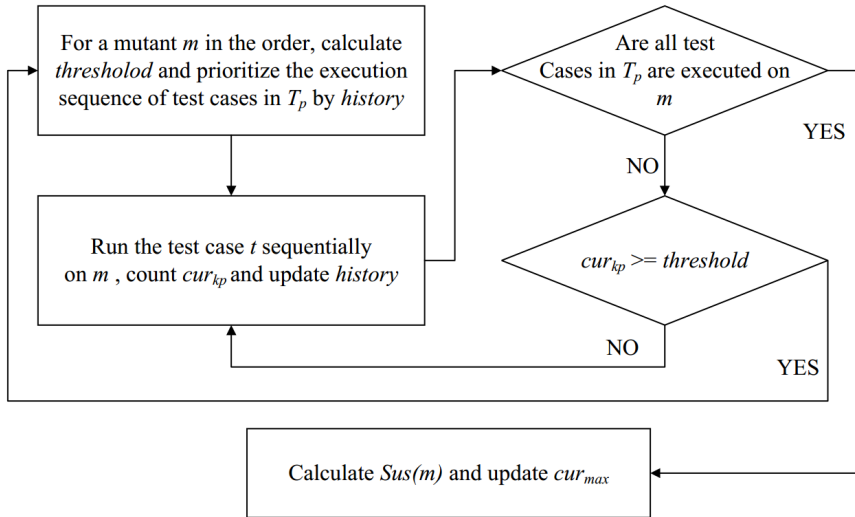 For a mutant m in the order, calculate
thresholod and prioritize the execution
sequence of test cases in Tp by history
Are all test
Cases in Tp are executed on
m
YES
NO
Run the test case t sequentially
on m , count curkp and update history
curkp >= threshold
NO
YES
Calculate Sus(m) and update curmax